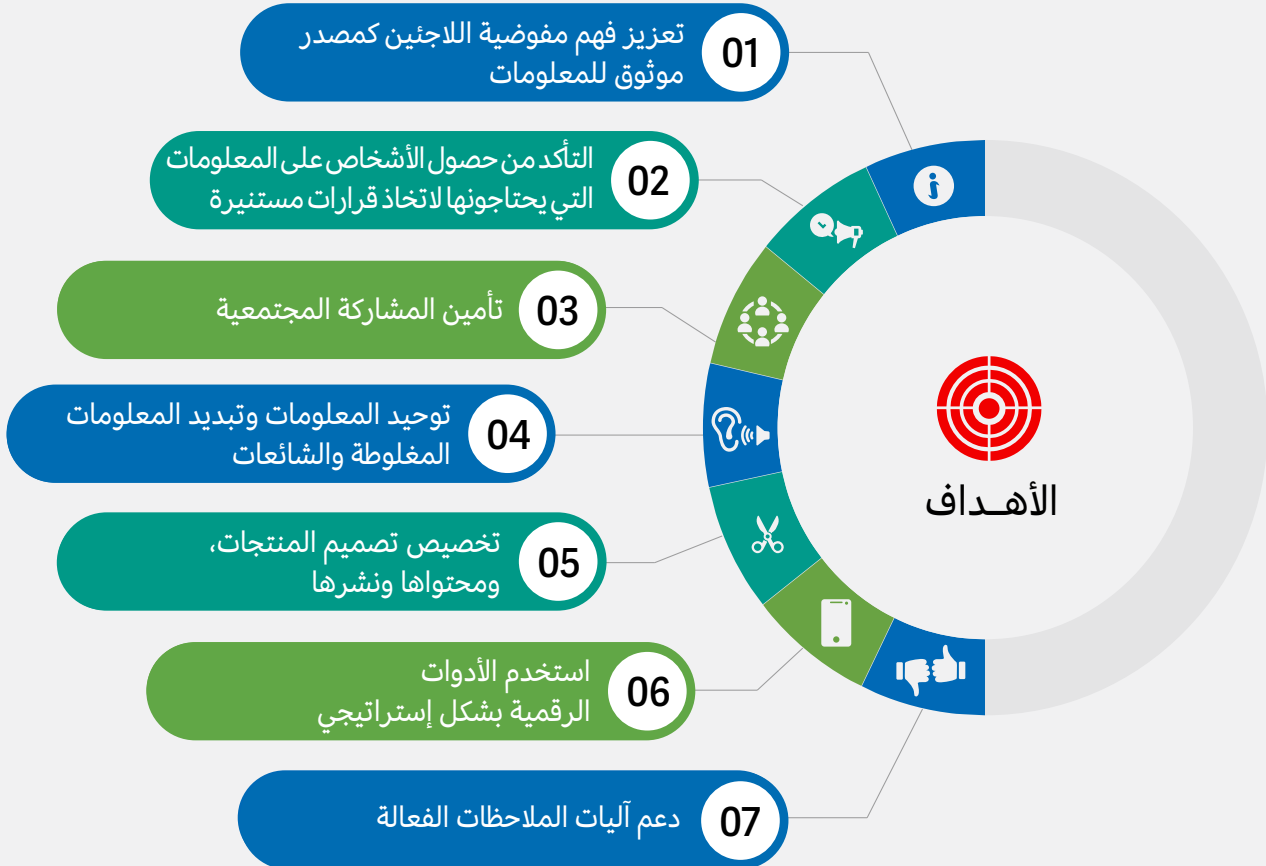 الأهـداف
01
تعزيز فهم مفوضية اللاجئين كمصدر
موثوق للمعلومات
02
التأكد من حصول الأشخاص على المعلومات
التي يحتاجونها لاتخاذ قرارات مستنيرة
03
تأمين المشاركة المجتمعية
04
توحيد المعلومات وتبديد المعلومات
المغلوطة والشائعات
05
تخصيص تصميم المنتجات،
ومحتواها ونشرها
06
استخدم الأدوات
الرقمية بشكل إستراتيجي
07
دعم آليات الملاحظات الفعالة